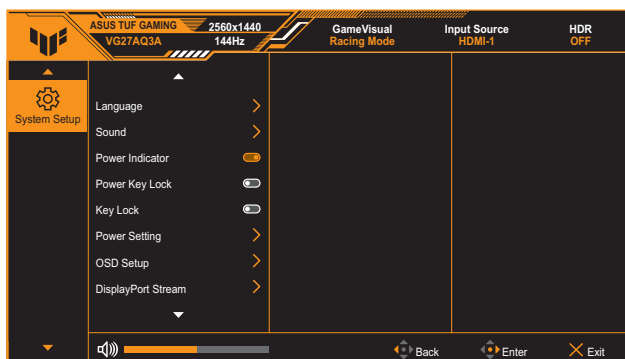 ASUS TUF GAMING 2560x1440 GameVisual Input Source HDR
VG27AQ3A 144Hz Racing Mode HDMI-1 OFF
System Setup
Language
Sound
Power Indicator
Power Key Lock
Key Lock
Power Setting
OSD Setup
DisplayPort Stream
Back Enter Exit